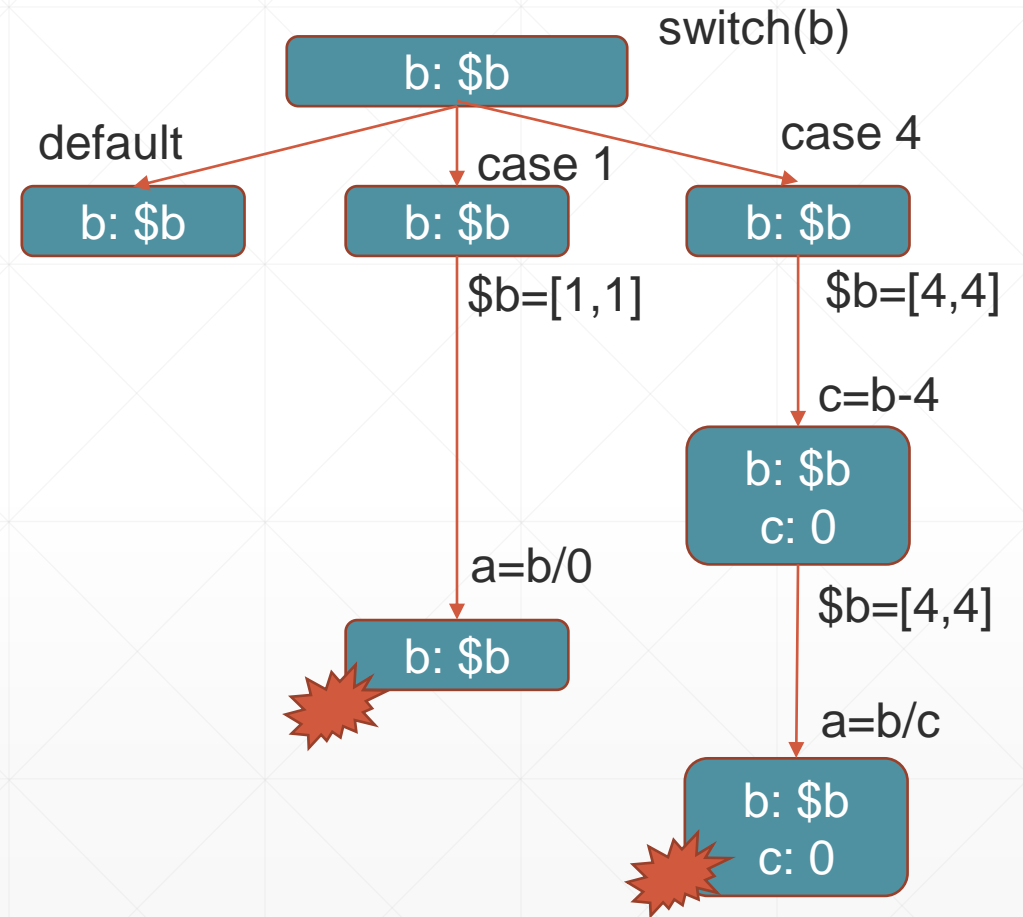 switch(b)
b: $b
default
case 1
case 4
b: $b
b: $b
b: $b
$b=[1,1]
$b=[4,4]
c=b-4
b: $b
c: 0
a=b/0
$b=[4,4]
b: $b
a=b/c
b: $b
c: 0